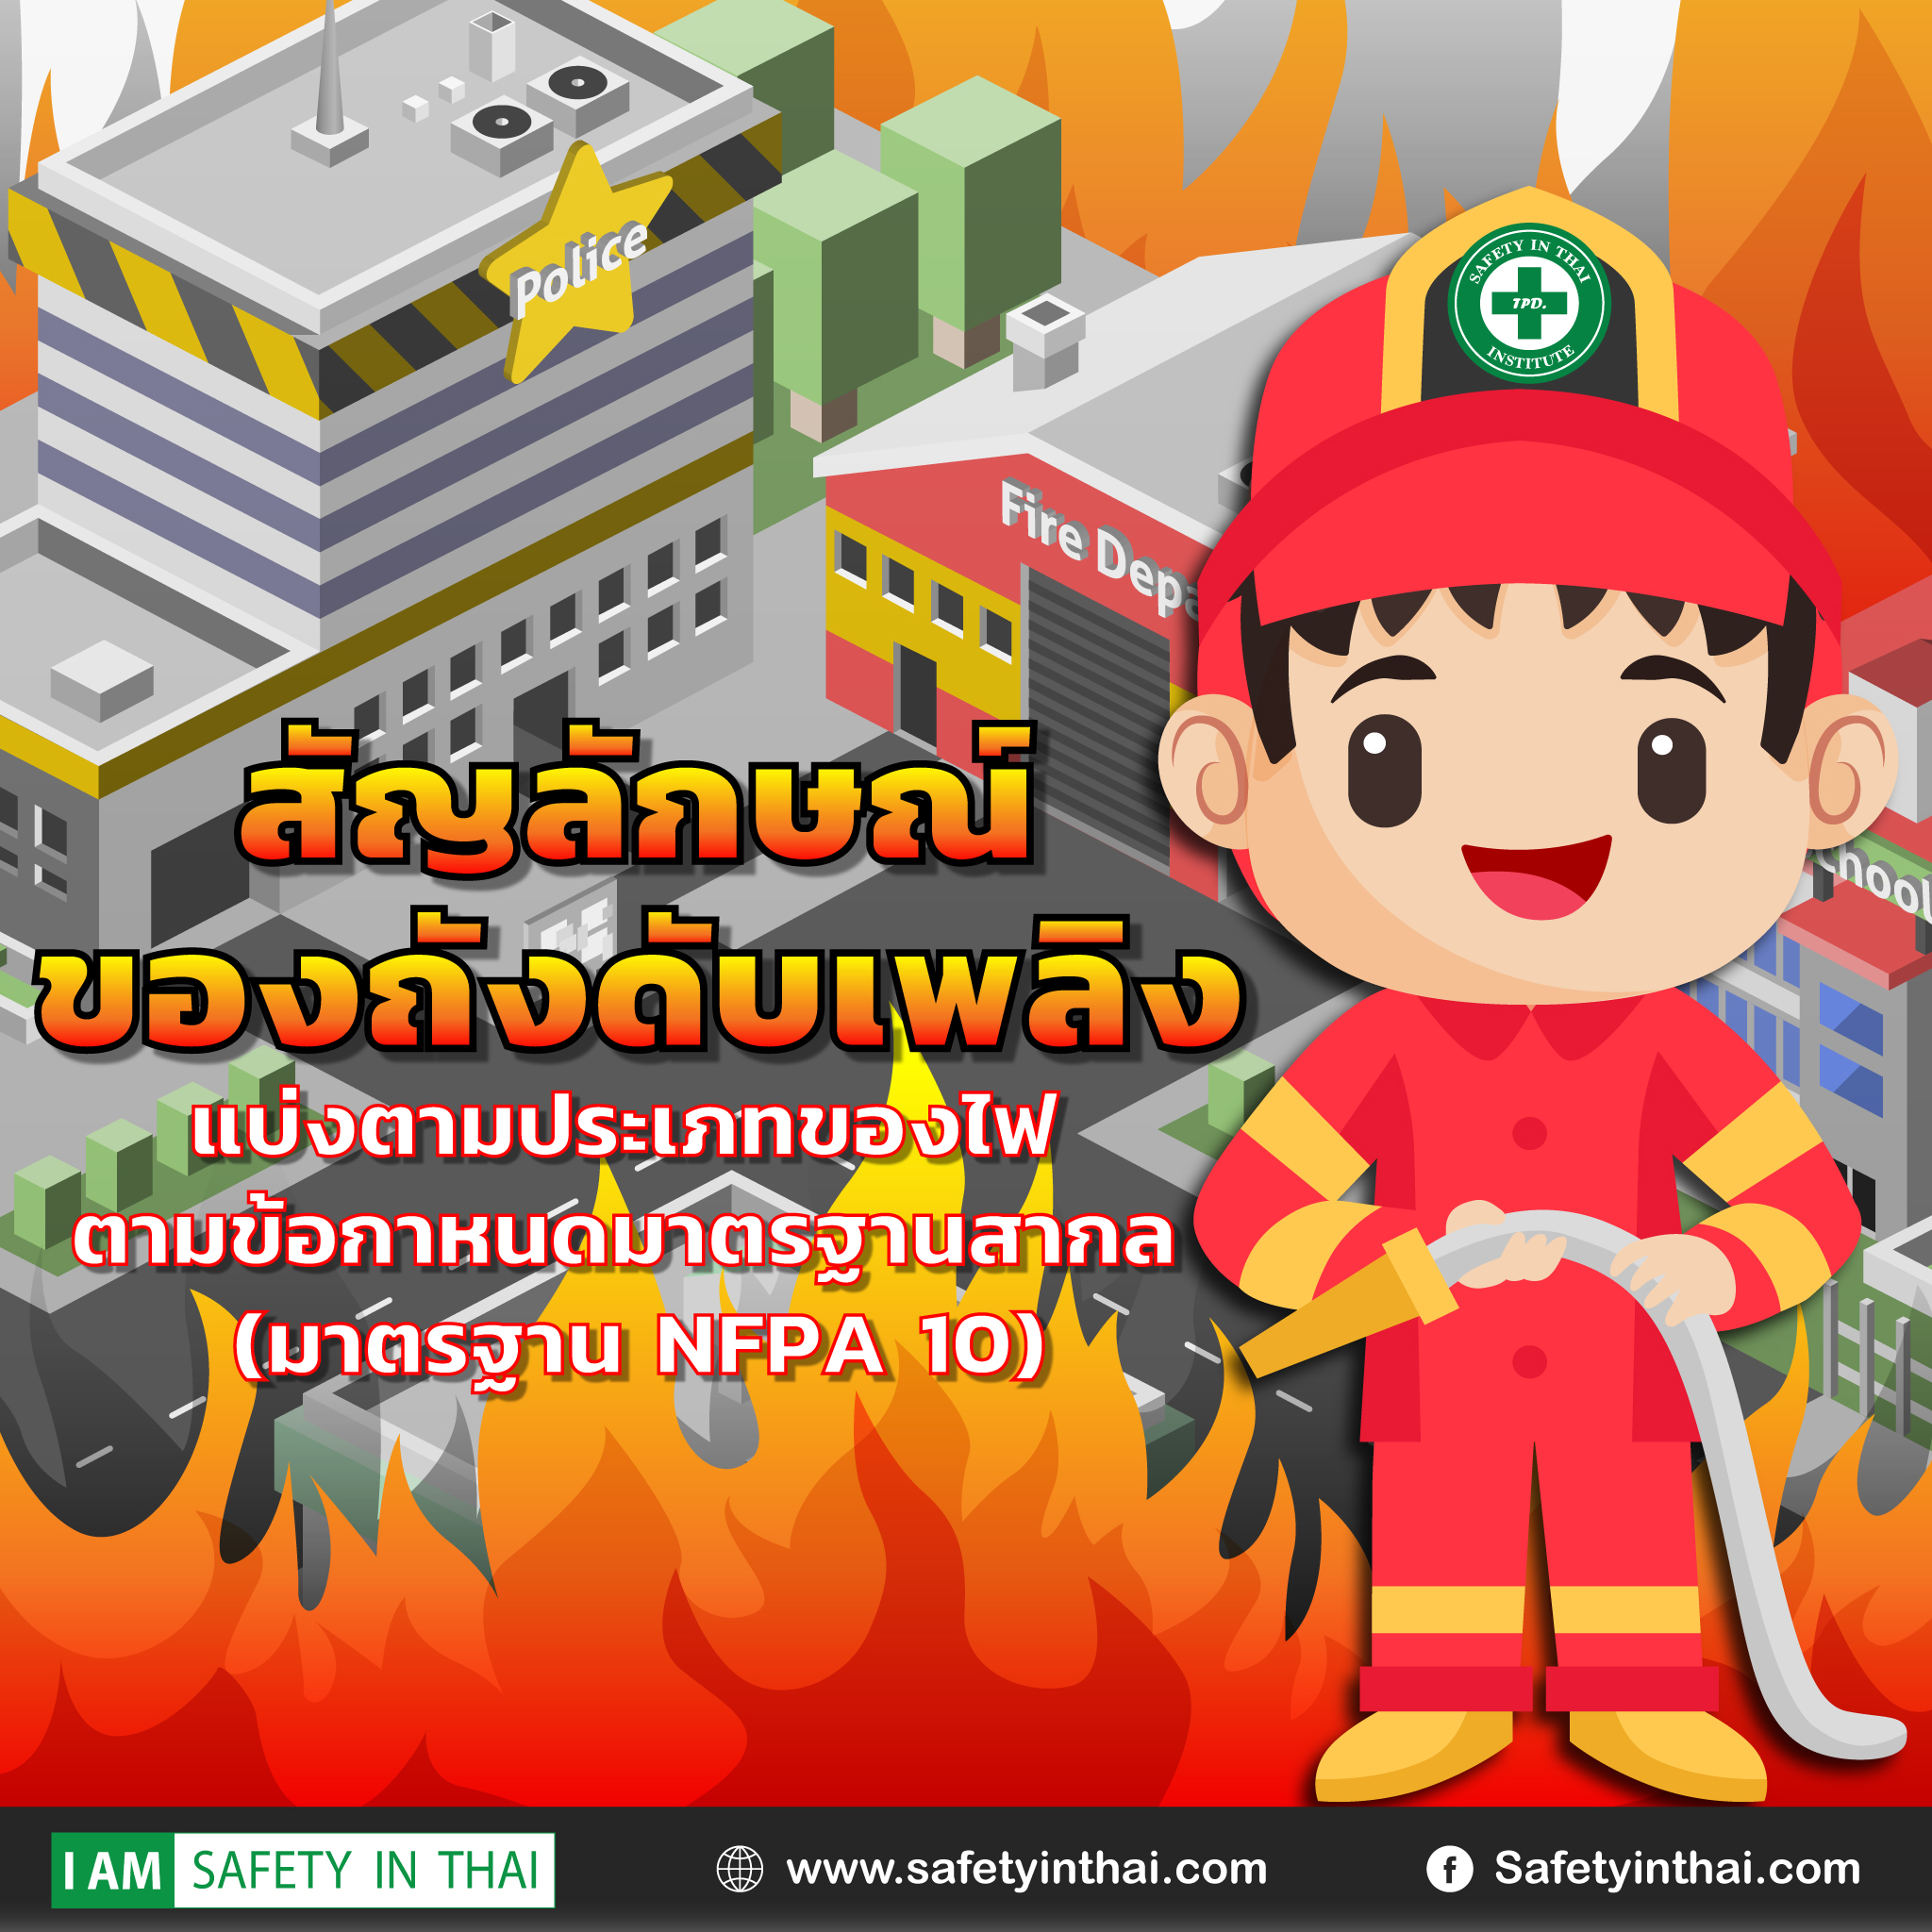 Police
SAFETY IN THAI
TPD.
INSTITUTE
Fire Depa
chool
สัญลักษณ์
ของถังดับเพลิง
แบ่งตามประเภทของไฟ
ตามข้อกาหนดมาตรฐานสากล
(มาตรฐาน NFPA 10)
I AM SAFETY IN THAI
www.safetyinthai.com
Safetyinthai.com